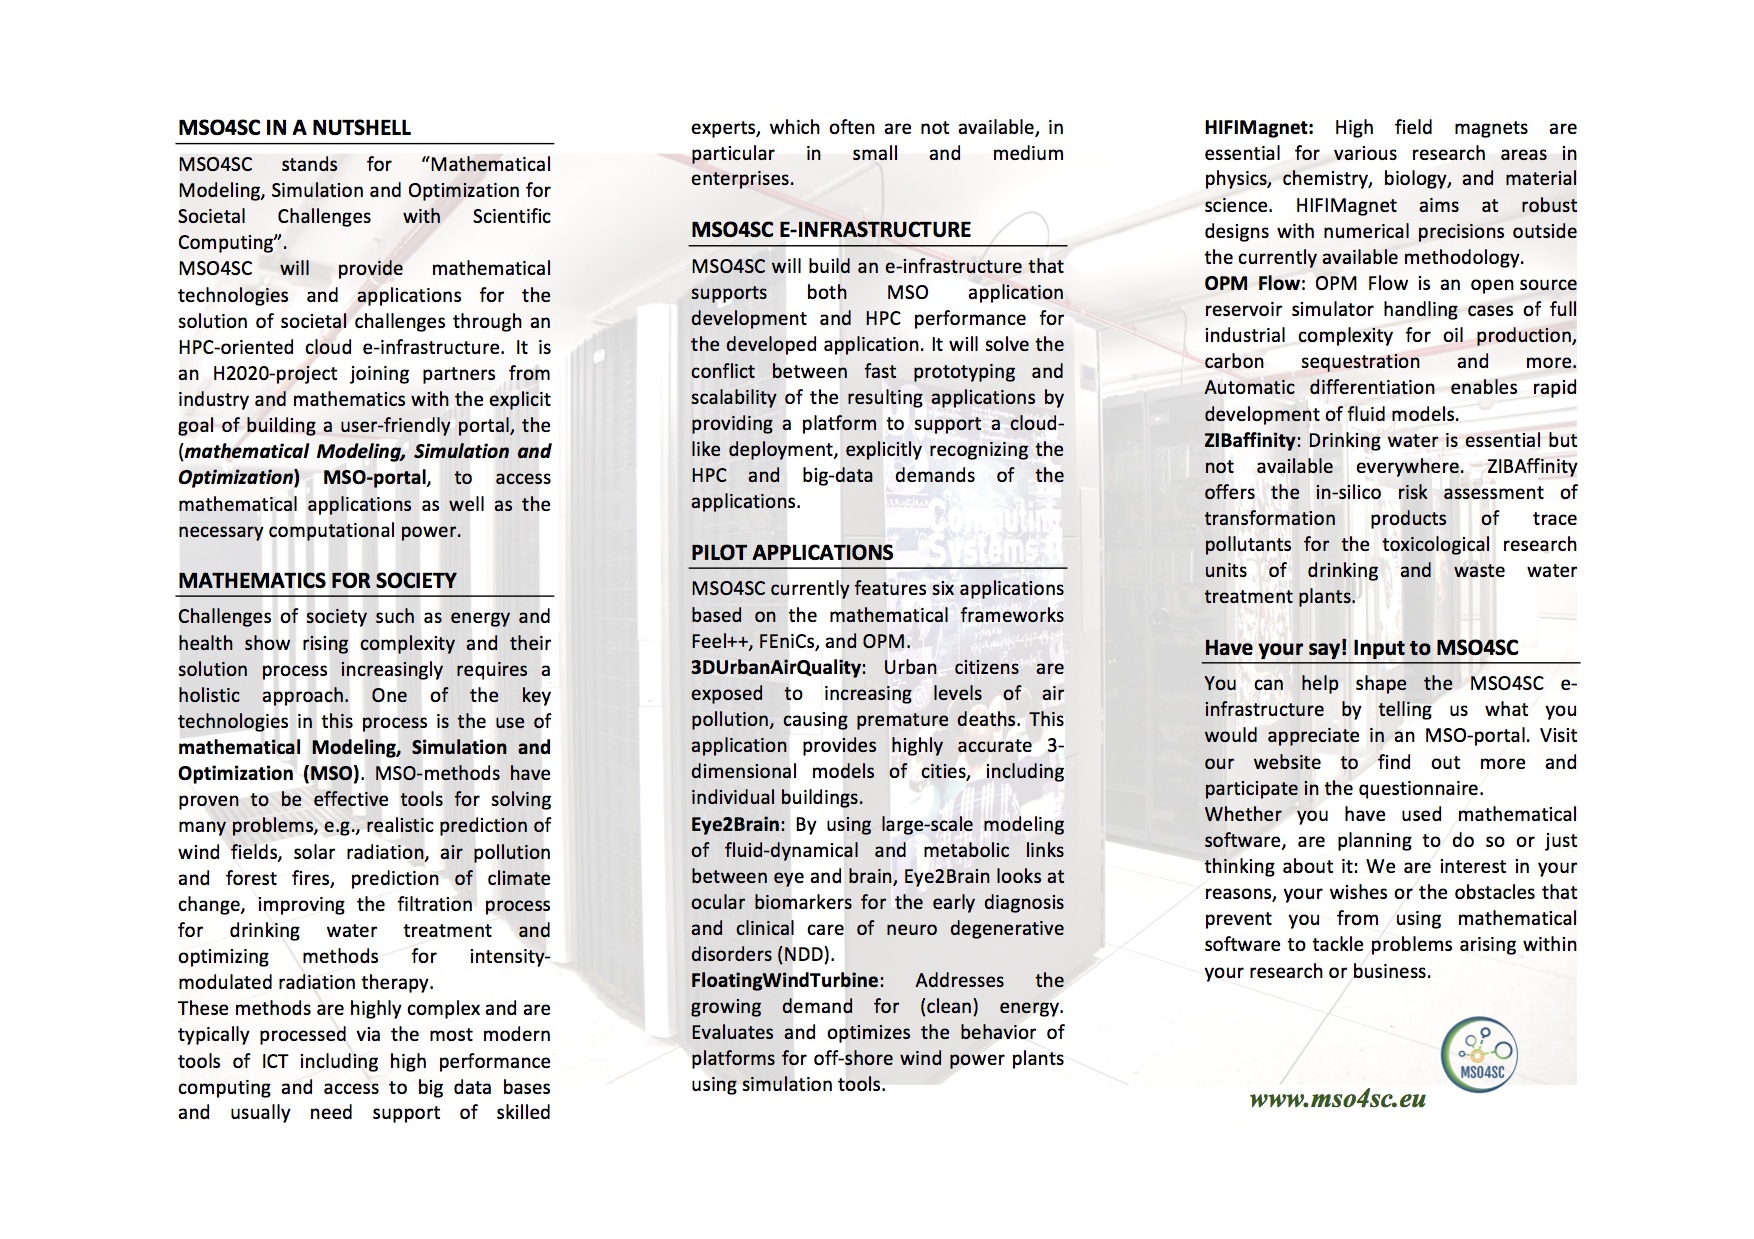 MSO4SC IN A NUTSHELL
MSO4SC stands for “Mathematical
Modeling, Simulation and Optimization for
Societal Challenges with Scientific
Computing”.
MSO4SC will provide mathematical
technologies and applications for the
solution of societal challenges through an
HPC-oriented cloud e-infrastructure. It is
an H2020-project joining partners from
industry and mathematics with the explicit
goal of building a user-friendly portal, the
(mathematical Modeling, Simulation and
Optimization) MSO-portal, to access
mathematical applications as well as the
necessary computational power.
MATHEMATICS FOR SOCIETY
Challenges of society such as energy and
health show rising complexity and their
solution process increasingly requires a
holistic approach. One of the key
technologies in this process is the use of
mathematical Modeling, Simulation and
Optimization (MSO). MSO-methods have
proven to be effective tools for solving
many problems, e.g., realistic prediction of
wind fields, solar radiation, air pollution
and forest fires, prediction of climate
change, improving the filtration process
for drinking water treatment and
optimizing methods for intensity-
modulated radiation therapy.
These methods are highly complex and are
typically processed via the most modern
tools of ICT including high performance
computing and access to big data bases
and usually need support of skilled
experts, which often are not available, in
particular in small and medium
enterprises.
MSO4SC E-INFRASTRUCTURE
MSO4SC will build an e-infrastructure that
supports both MSO application
development and HPC performance for
the developed application. It will solve the
conflict between fast prototyping and
scalability of the resulting applications by
providing a platform to support a cloud-
like deployment, explicitly recognizing the
HPC and big-data demands of the
applications.
PILOT APPLICATIONS
MSO4SC currently features six applications
based on the mathematical frameworks
Feel++, FEniCs, and OPM.
3DUrbanAirQuality: Urban citizens are
exposed to increasing levels of air
pollution, causing premature deaths. This
application provides highly accurate 3-
dimensional models of cities, including
individual buildings.
Eye2Brain: By using large-scale modeling
of fluid-dynamical and metabolic links
between eye and brain, Eye2Brain looks at
ocular biomarkers for the early diagnosis
and clinical care of neuro degenerative
disorders (NDD).
FloatingWindTurbine: Addresses the
growing demand for (clean) energy.
Evaluates and optimizes the behavior of
platforms for off-shore wind power plants
using simulation tools.
HIFIMagnet: High field magnets are
essential for various research areas in
physics, chemistry, biology, and material
science. HIFIMagnet aims at robust
designs with numerical precisions outside
the currently available methodology.
OPM Flow: OPM Flow is an open source
reservoir simulator handling cases of full
industrial complexity for oil production,
carbon sequestration and more.
Automatic differentiation enables rapid
development of fluid models.
ZIBaffinity: Drinking water is essential but
not available everywhere. ZIBAffinity
offers the in-silico risk assessment of
transformation products of trace
pollutants for the toxicological research
units of drinking and waste water
treatment plants.
Have your say! Input to MSO4SC
You can help shape the MSO4SC e-
infrastructure by telling us what you
would appreciate in an MSO-portal. Visit
our website to find out more and
participate in the questionnaire.
Whether you have used mathematical
software, are planning to do so or just
thinking about it: We are interest in your
reasons, your wishes or the obstacles that
prevent you from using mathematical
software to tackle problems arising within
your research or business.
MSO4SC
www.mso4sc.eu
Computing
Systems